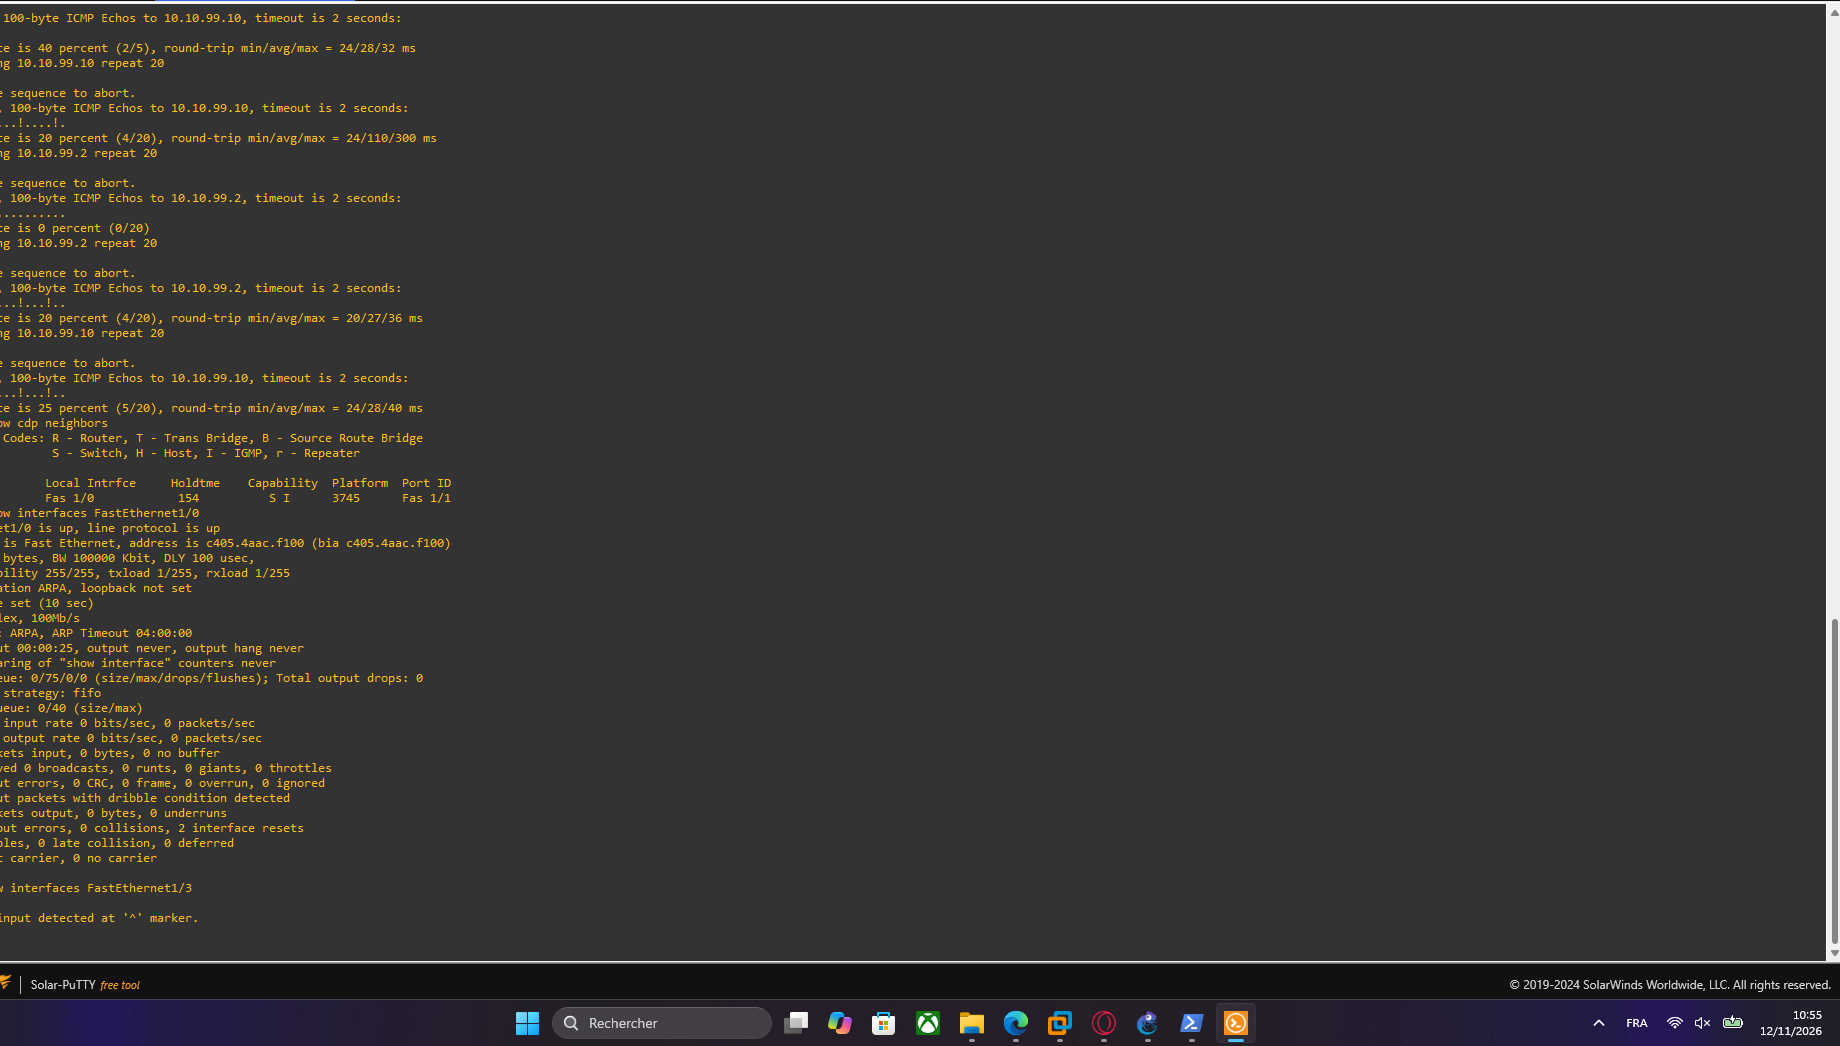 100-byte ICMP Echos to 10.10.99.10, timeout is 2 seconds:
ce is 40 percent (2/5), round-trip min/avg/max = 24/28/32 ms
ng 10.10.99.10 repeat 20
e sequence to abort.
, 100-byte ICMP Echos to 10.10.99.10, timeout is 2 seconds:
...!....!.
ce is 20 percent (4/20), round-trip min/avg/max = 24/110/300 ms
ng 10.10.99.2 repeat 20
e sequence to abort.
, 100-byte ICMP Echos to 10.10.99.2, timeout is 2 seconds:
..........
ce is 0 percent (0/20)
ng 10.10.99.2 repeat 20
e sequence to abort.
, 100-byte ICMP Echos to 10.10.99.2, timeout is 2 seconds:
...!...!..
ce is 20 percent (4/20), round-trip min/avg/max = 20/27/36 ms
ng 10.10.99.10 repeat 20
e sequence to abort.
, 100-byte ICMP Echos to 10.10.99.10, timeout is 2 seconds:
...!...!..
ce is 25 percent (5/20), round-trip min/avg/max = 24/28/40 ms
ow cdp neighbors
Codes: R - Router, T - Trans Bridge, B - Source Route Bridge
S - Switch, H - Host, I - IGMP, r - Repeater
Local Intrfce Holdtme Capability Platform Port ID
Fas 1/0 154 S I 3745 Fas 1/1
ow interfaces FastEthernet1/0
et1/0 is up, line protocol is up
is Fast Ethernet, address is c405.4aac.f100 (bia c405.4aac.f100)
bytes, BW 100000 Kbit, DLY 100 usec,
bility 255/255, txload 1/255, rxload 1/255
ation ARPA, loopback not set
e set (10 sec)
lex, 100Mb/s
: ARPA, ARP Timeout 04:00:00
ut 00:00:25, output never, output hang never
aring of "show interface" counters never
eue: 0/75/0/0 (size/max/drops/flushes); Total output drops: 0
strategy: fifo
ueue: 0/40 (size/max)
input rate 0 bits/sec, 0 packets/sec
output rate 0 bits/sec, 0 packets/sec
kets input, 0 bytes, 0 no buffer
ved 0 broadcasts, 0 runts, 0 giants, 0 throttles
ut errors, 0 CRC, 0 frame, 0 overrun, 0 ignored
ut packets with dribble condition detected
kets output, 0 bytes, 0 underruns
out errors, 0 collisions, 2 interface resets
bles, 0 late collision, 0 deferred
t carrier, 0 no carrier
w interfaces FastEthernet1/3
input detected at '^' marker.
Solar-PuTTY free tool
© 2019-2024 SolarWinds Worldwide, LLC. All rights reserved.
Rechercher
FRA
10:55
12/11/2026